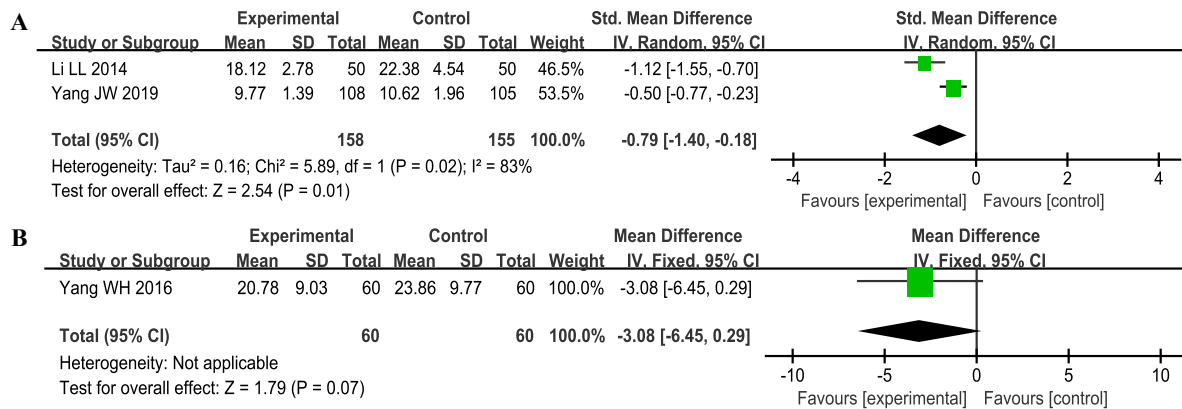 A
Experimental Control Std. Mean Difference Std. Mean Difference
Study or Subgroup Mean SD Total Mean SD Total Weight IV, Random, 95% CI IV, Random, 95% CI
Li LL 2014 18.12 2.78 50 22.38 4.54 50 46.5% -1.12 [-1.55, -0.70]
Yang JW 2019 9.77 1.39 108 10.62 1.96 105 53.5% -0.50 [-0.77, -0.23]
Total (95% CI) 158 155 100.0% -0.79 [-1.40, -0.18]
Heterogeneity: Tau² = 0.16; Chi² = 5.89, df = 1 (P = 0.02); I² = 83%
Test for overall effect: Z = 2.54 (P = 0.01)
-4 -2 0 2 4
Favours [experimental] Favours [control]
B
Experimental Control Mean Difference Mean Difference
Study or Subgroup Mean SD Total Mean SD Total Weight IV, Fixed, 95% CI IV, Fixed, 95% CI
Yang WH 2016 20.78 9.03 60 23.86 9.77 60 100.0% -3.08 [-6.45, 0.29]
Total (95% CI) 60 60 100.0% -3.08 [-6.45, 0.29]
Heterogeneity: Not applicable
Test for overall effect: Z = 1.79 (P = 0.07)
-10 -5 0 5 10
Favours [experimental] Favours [control]